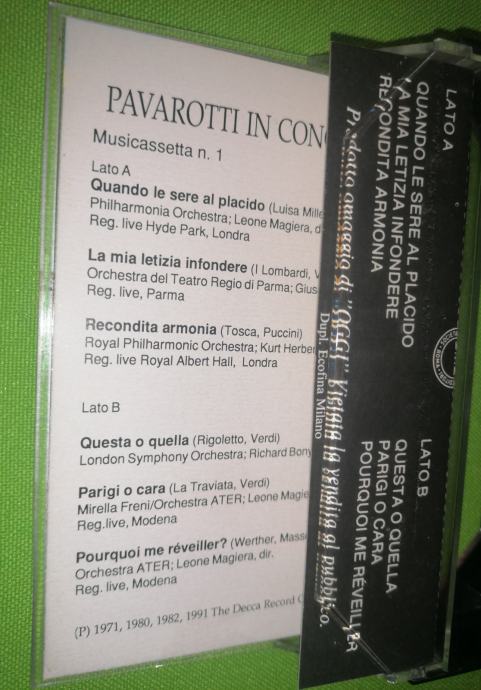 PAVAROTTI IN CON
Musicassetta n. 1
Lato A
Quando le sere al placido (Luisa Mille
Philharmonia Orchestra; Leone Magiera, d
Reg. live Hyde Park, Londra
La mia letizia infondere (I Lombardi, V
Orchestra del Teatro Regio di Parma; Gius
Reg. live, Parma
Recondita armonia (Tosca, Puccini)
Royal Philharmonic Orchestra; Kurt Herber
Reg. live Royal Albert Hall, Londra
Lato B
Questa o quella (Rigoletto, Verdi)
London Symphony Orchestra; Richard Bony
Parigi o cara (La Traviata, Verdi)
Mirella Freni/Orchestra ATER; Leone Magie
Reg.live, Modena
Pourquoi me réveiller? (Werther, Masse
Orchestra ATER; Leone Magiera, dir.
Reg. live, Modena
(P) 1971, 1980, 1982, 1991 The Decca Record C
LATO A
QUANDO LE SERE AL PLACIDO
LA MIA LETIZIA INFONDERE
RECONDITA ARMONIA
LATO B
QUESTA O QUELLA
PARIGI O CARA
POURQUOI ME RÉVEILLER
Prodotto omaggio di "OGGI" Vietata la vendita al pubblico.
Dupl. Ecofina Milano